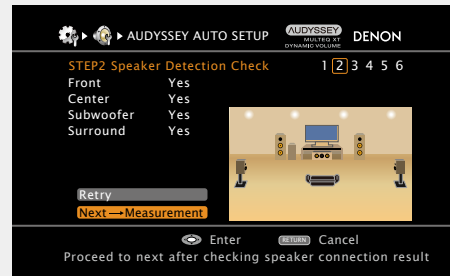 AUDYSSEY AUTO SETUP
AUDYSSEY
MULTEQ XT
DYNAMIC VOLUME
DENON
STEP2 Speaker Detection Check
1 2 3 4 5 6
Front Yes
Center Yes
Subwoofer Yes
Surround Yes
Retry
Next→Measurement
Enter
RETURN Cancel
Proceed to next after checking speaker connection result